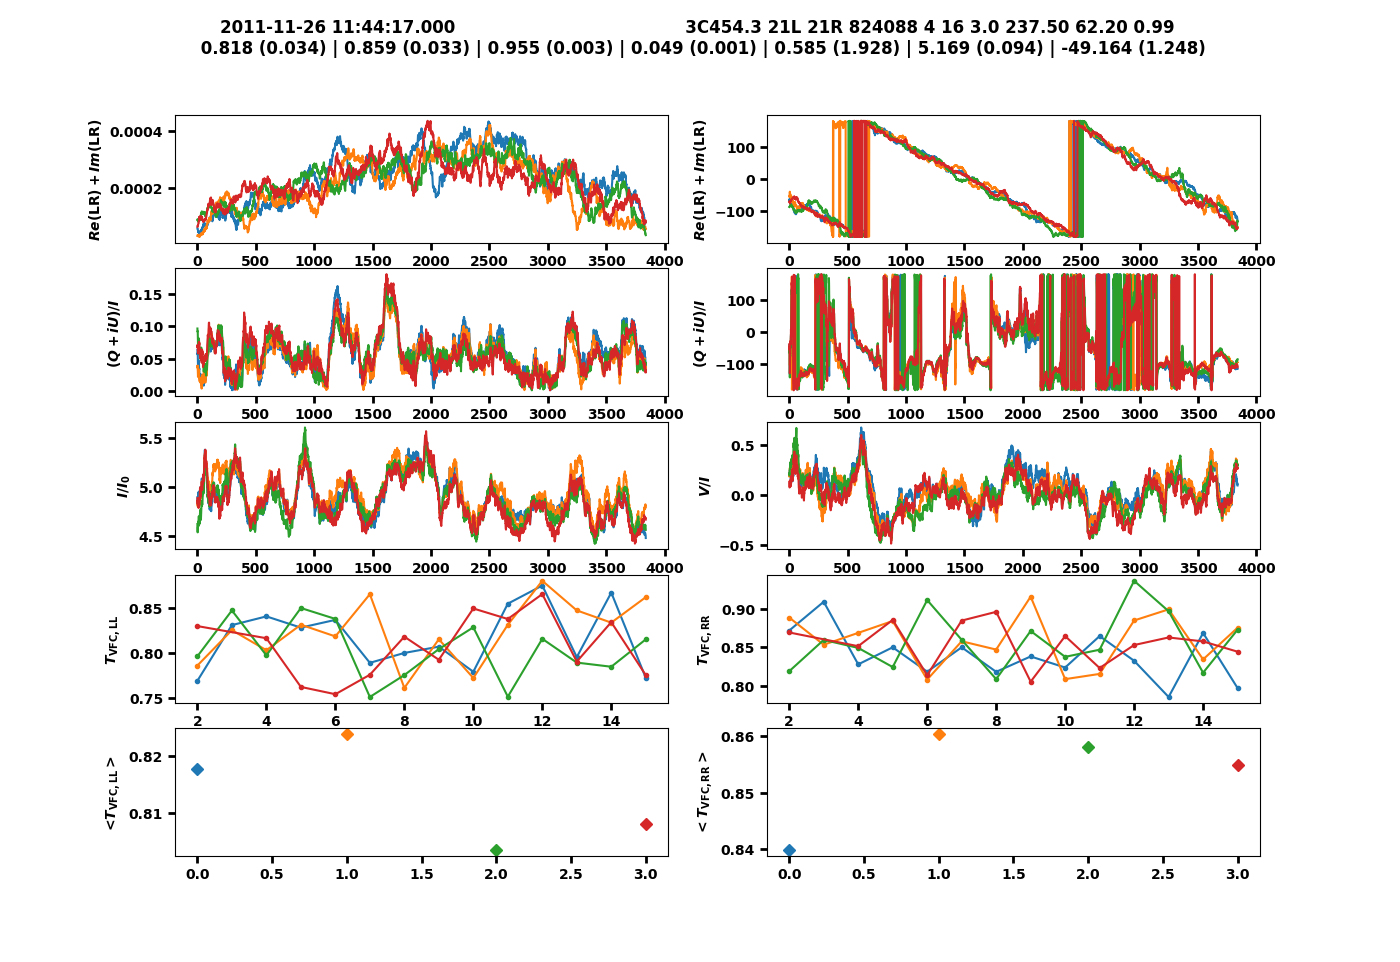 2011-11-26 11:44:17.000 3C454.3 21L 21R 824088 4 16 3.0 237.50 62.20 0.99
0.818 (0.034) | 0.859 (0.033) | 0.955 (0.003) | 0.049 (0.001) | 0.585 (1.928) | 5.169 (0.094) | -49.164 (1.248)
Re(LR) + Im(LR)
0.0004
0.0002
0 500 1000 1500 2000 2500 3000 3500 4000
Re(LR) + Im(LR)
100
0
−100
0 500 1000 1500 2000 2500 3000 3500 4000
(Q + iU)/I
0.15
0.10
0.05
0.00
0 500 1000 1500 2000 2500 3000 3500 4000
(Q + iU)/I
100
0
−100
0 500 1000 1500 2000 2500 3000 3500 4000
I/I0
5.5
5.0
4.5
0 500 1000 1500 2000 2500 3000 3500 4000
V/I
0.5
0.0
−0.5
0 500 1000 1500 2000 2500 3000 3500 4000
TVFC, LL
0.85
0.80
0.75
2 4 6 8 10 12 14
TVFC, RR
0.90
0.85
0.80
2 4 6 8 10 12 14
<TVFC, LL >
0.82
0.81
0.0 0.5 1.0 1.5 2.0 2.5 3.0
< TVFC, RR >
0.86
0.85
0.84
0.0 0.5 1.0 1.5 2.0 2.5 3.0